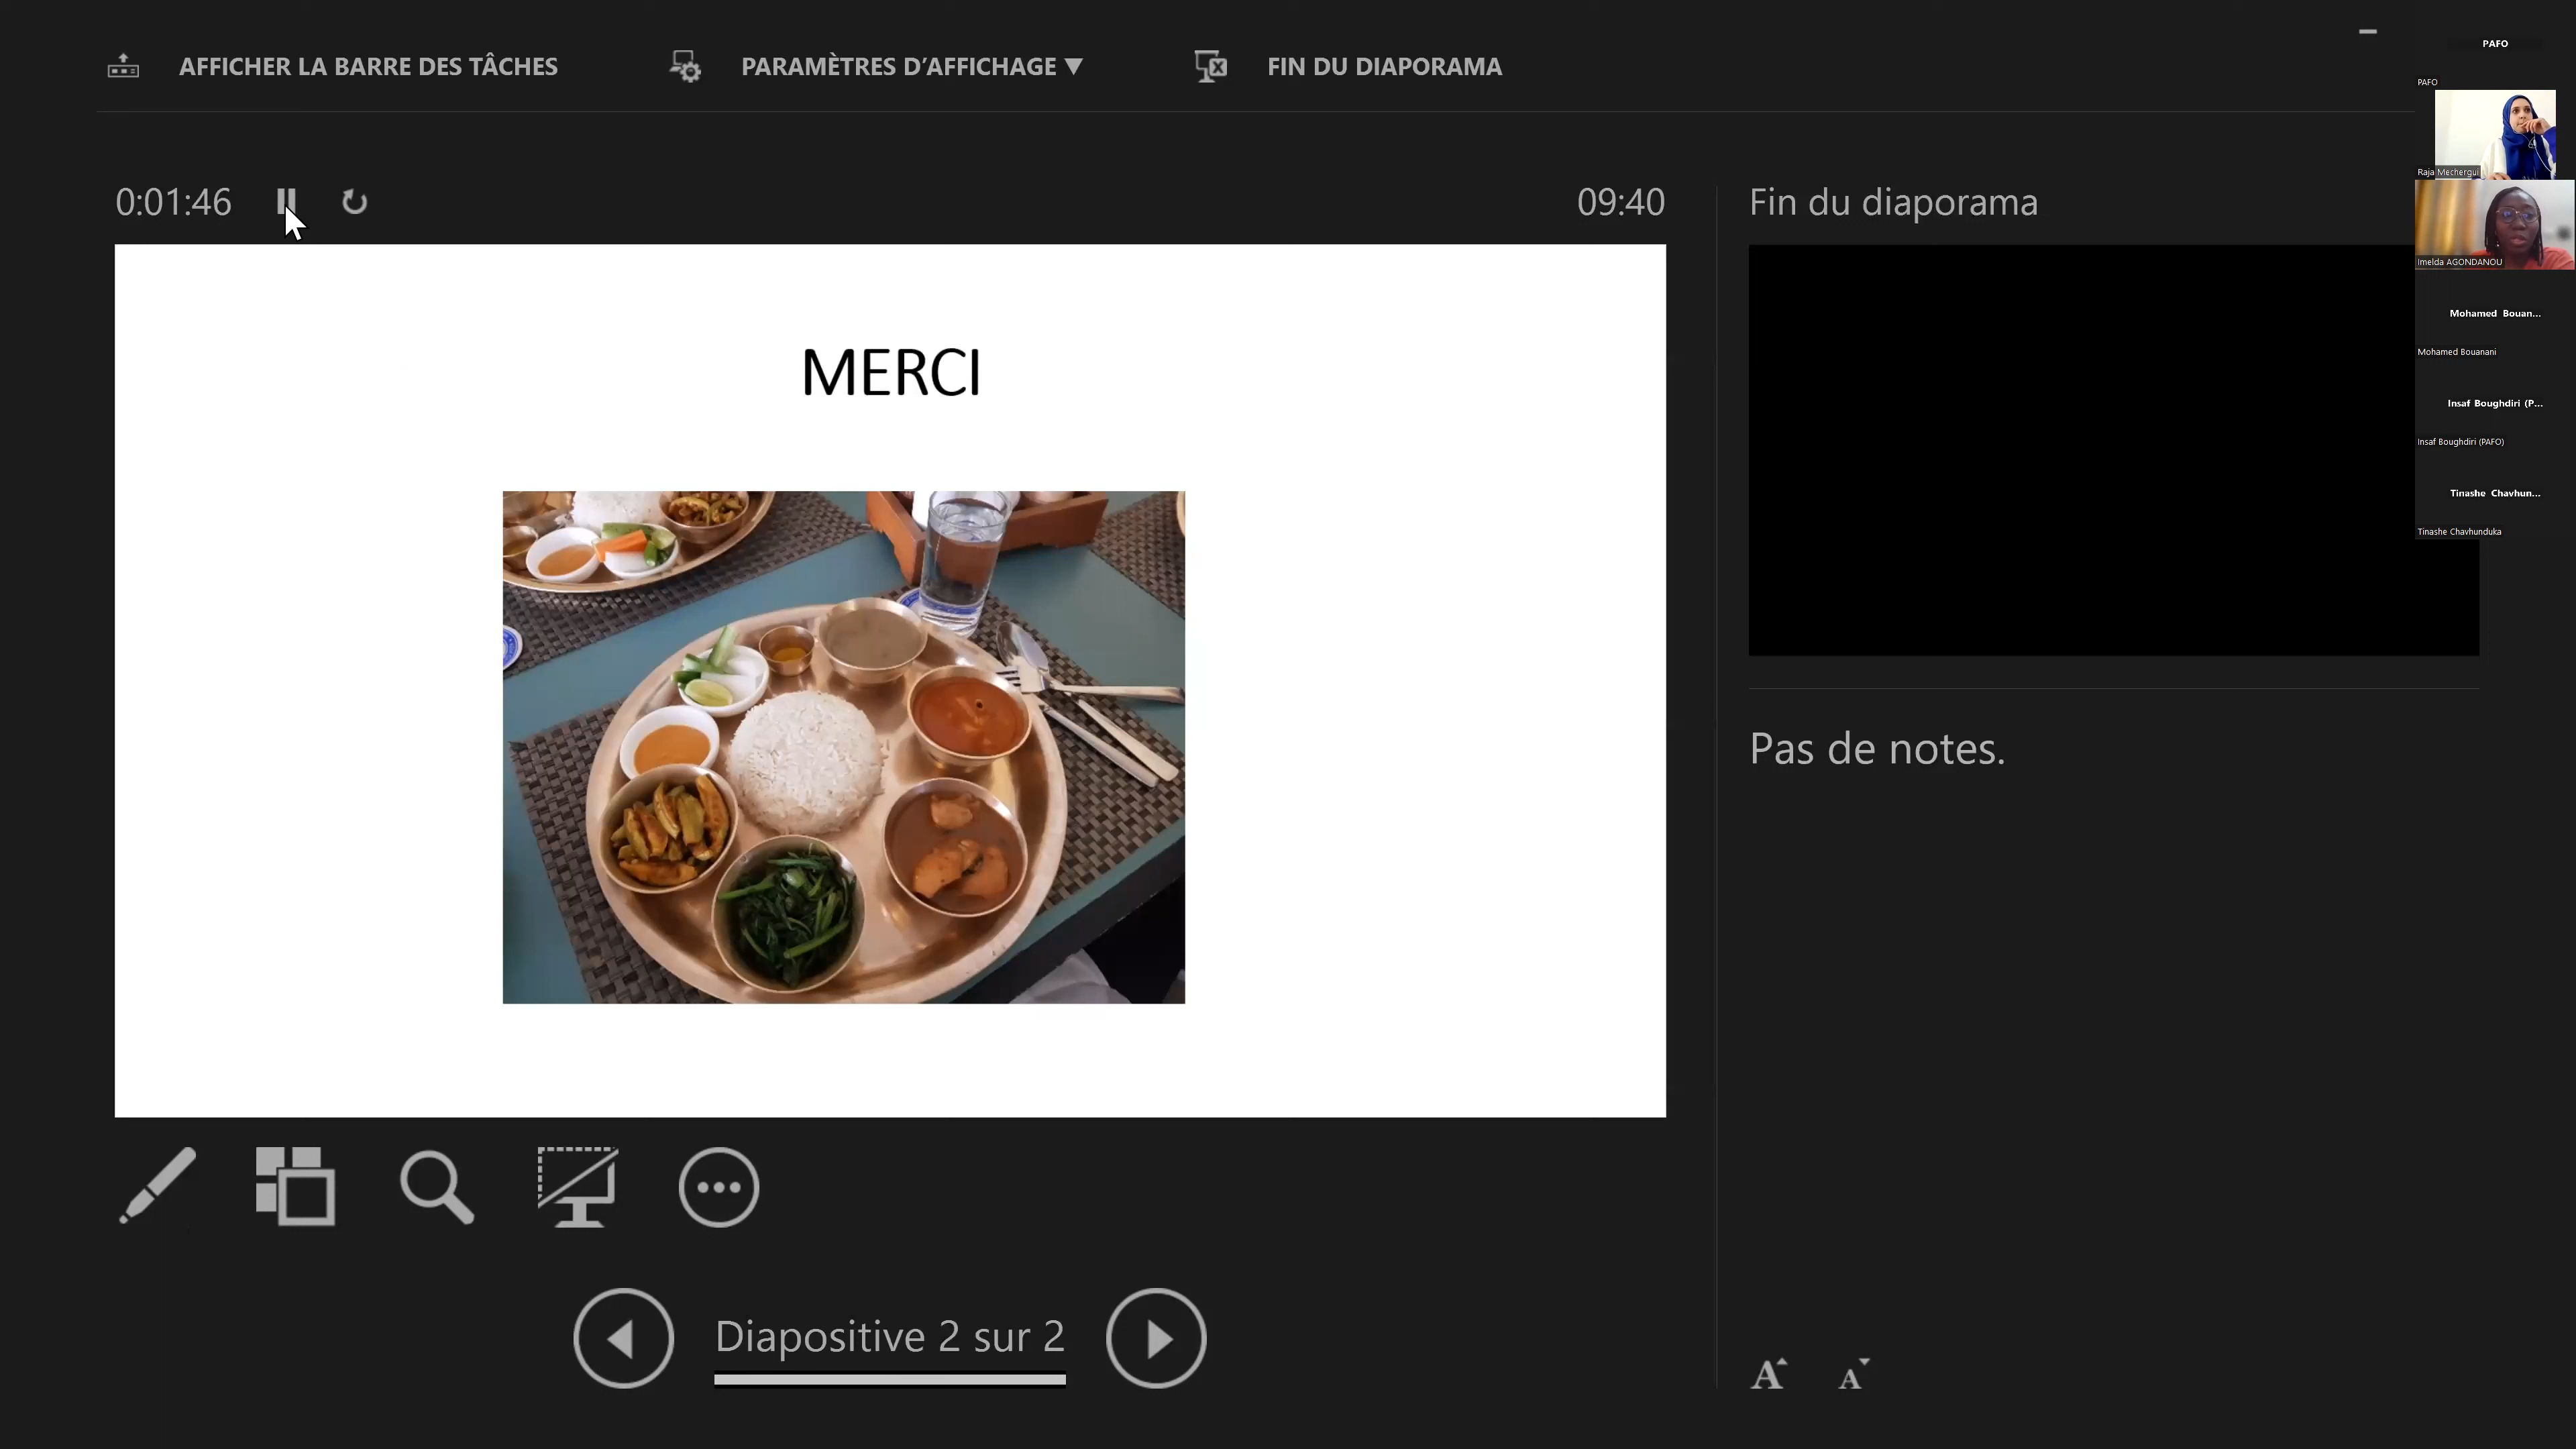 AFFICHER LA BARRE DES TÂCHES
PARAMÈTRES D'AFFICHAGE ▼
FIN DU DIAPORAMA
0:01:46
09:40
MERCI
Diapositive 2 sur 2
Fin du diaporama
Pas de notes.
A A
PAFO
PAFO
Raja Mechergui
Imelda AGONDANOU
Mohamed Bouan...
Mohamed Bouanani
Insaf Boughdiri (P...
Insaf Boughdiri (PAFO)
Tinashe Chavhun...
Tinashe Chavhunduka